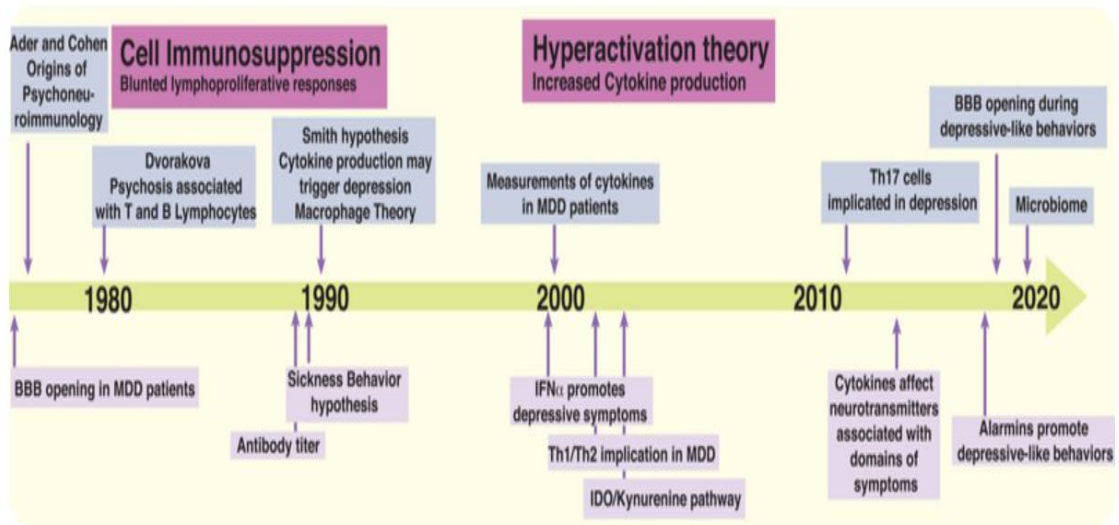 Ader and Cohen
Origins of
Psychoneu-
roimmunology
Cell Immunosuppression
Blunted lymphoproliferative responses
Hyperactivation theory
Increased Cytokine production
Dvorakova
Psychosis associated
with T and B Lymphocytes
Smith hypothesis
Cytokine production may
trigger depression
Macrophage Theory
Measurements of cytokines
in MDD patients
Th17 cells
implicated in depression
BBB opening during
depressive-like behaviors
Microbiome
1980
1990
2000
2010
2020
BBB opening in MDD patients
Antibody titer
Sickness Behavior
hypothesis
IFNα promotes
depressive symptoms
Th1/Th2 implication in MDD
IDO/Kynurenine pathway
Cytokines affect
neurotransmitters
associated with
domains of
symptoms
Alarmins promote
depressive-like behaviors